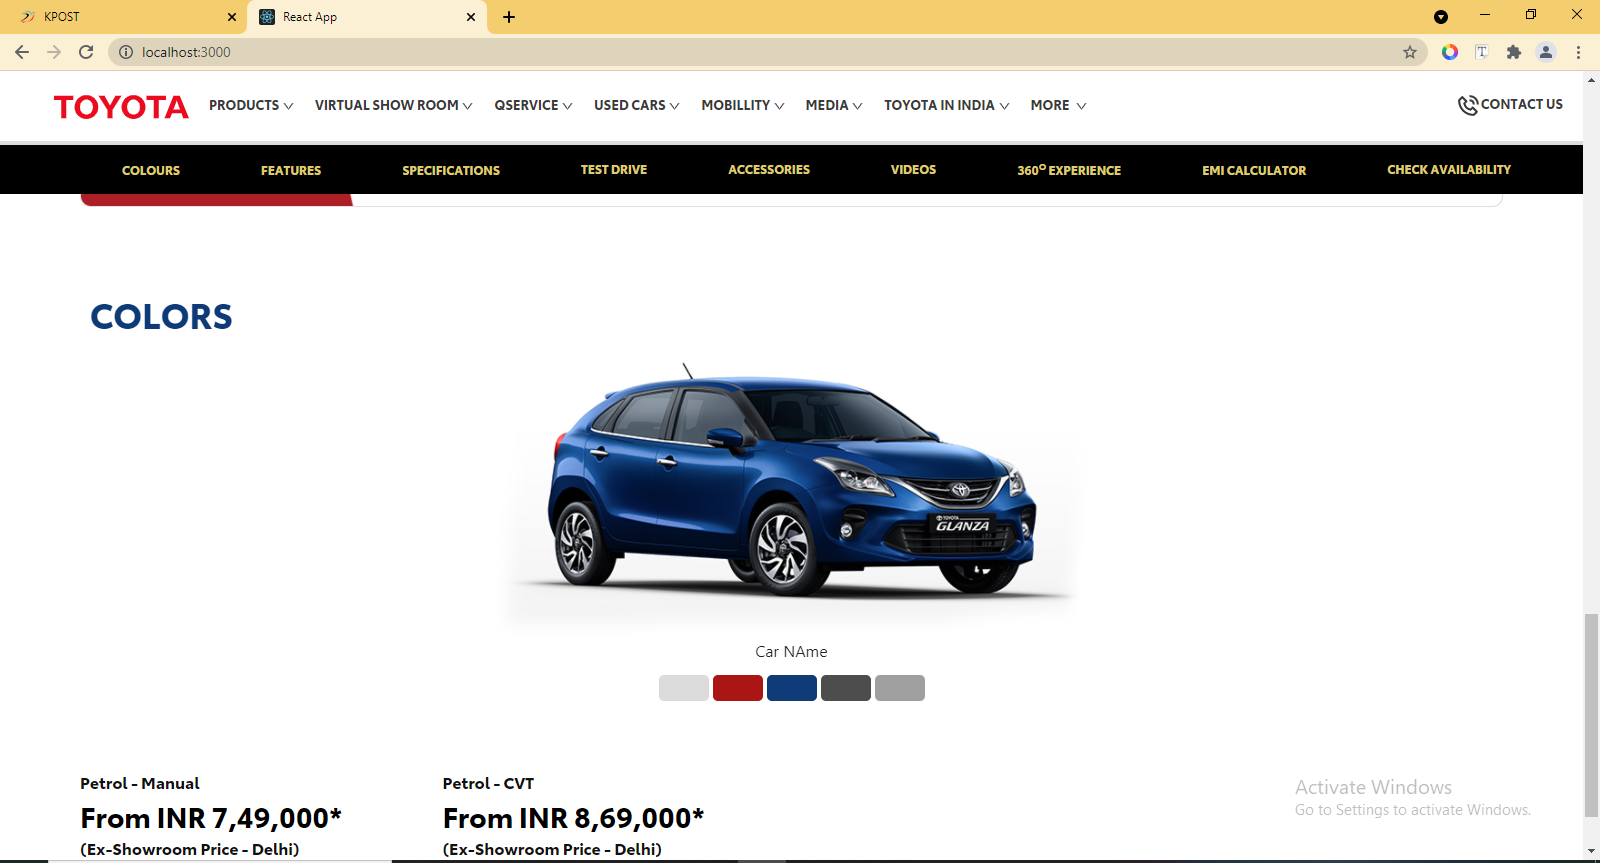 KPOST
React App
localhost:3000
TOYOTA PRODUCTS VIRTUAL SHOW ROOM QSERVICE USED CARS MOBILLITY MEDIA TOYOTA IN INDIA MORE CONTACT US
COLOURS FEATURES SPECIFICATIONS TEST DRIVE ACCESSORIES VIDEOS 360O EXPERIENCE EMI CALCULATOR CHECK AVAILABILITY
COLORS
TOYOTA
GLANZA
Car NAme
Petrol - Manual
From INR 7,49,000*
(Ex-Showroom Price - Delhi)
Petrol - CVT
From INR 8,69,000*
(Ex-Showroom Price - Delhi)
Activate Windows
Go to Settings to activate Windows.